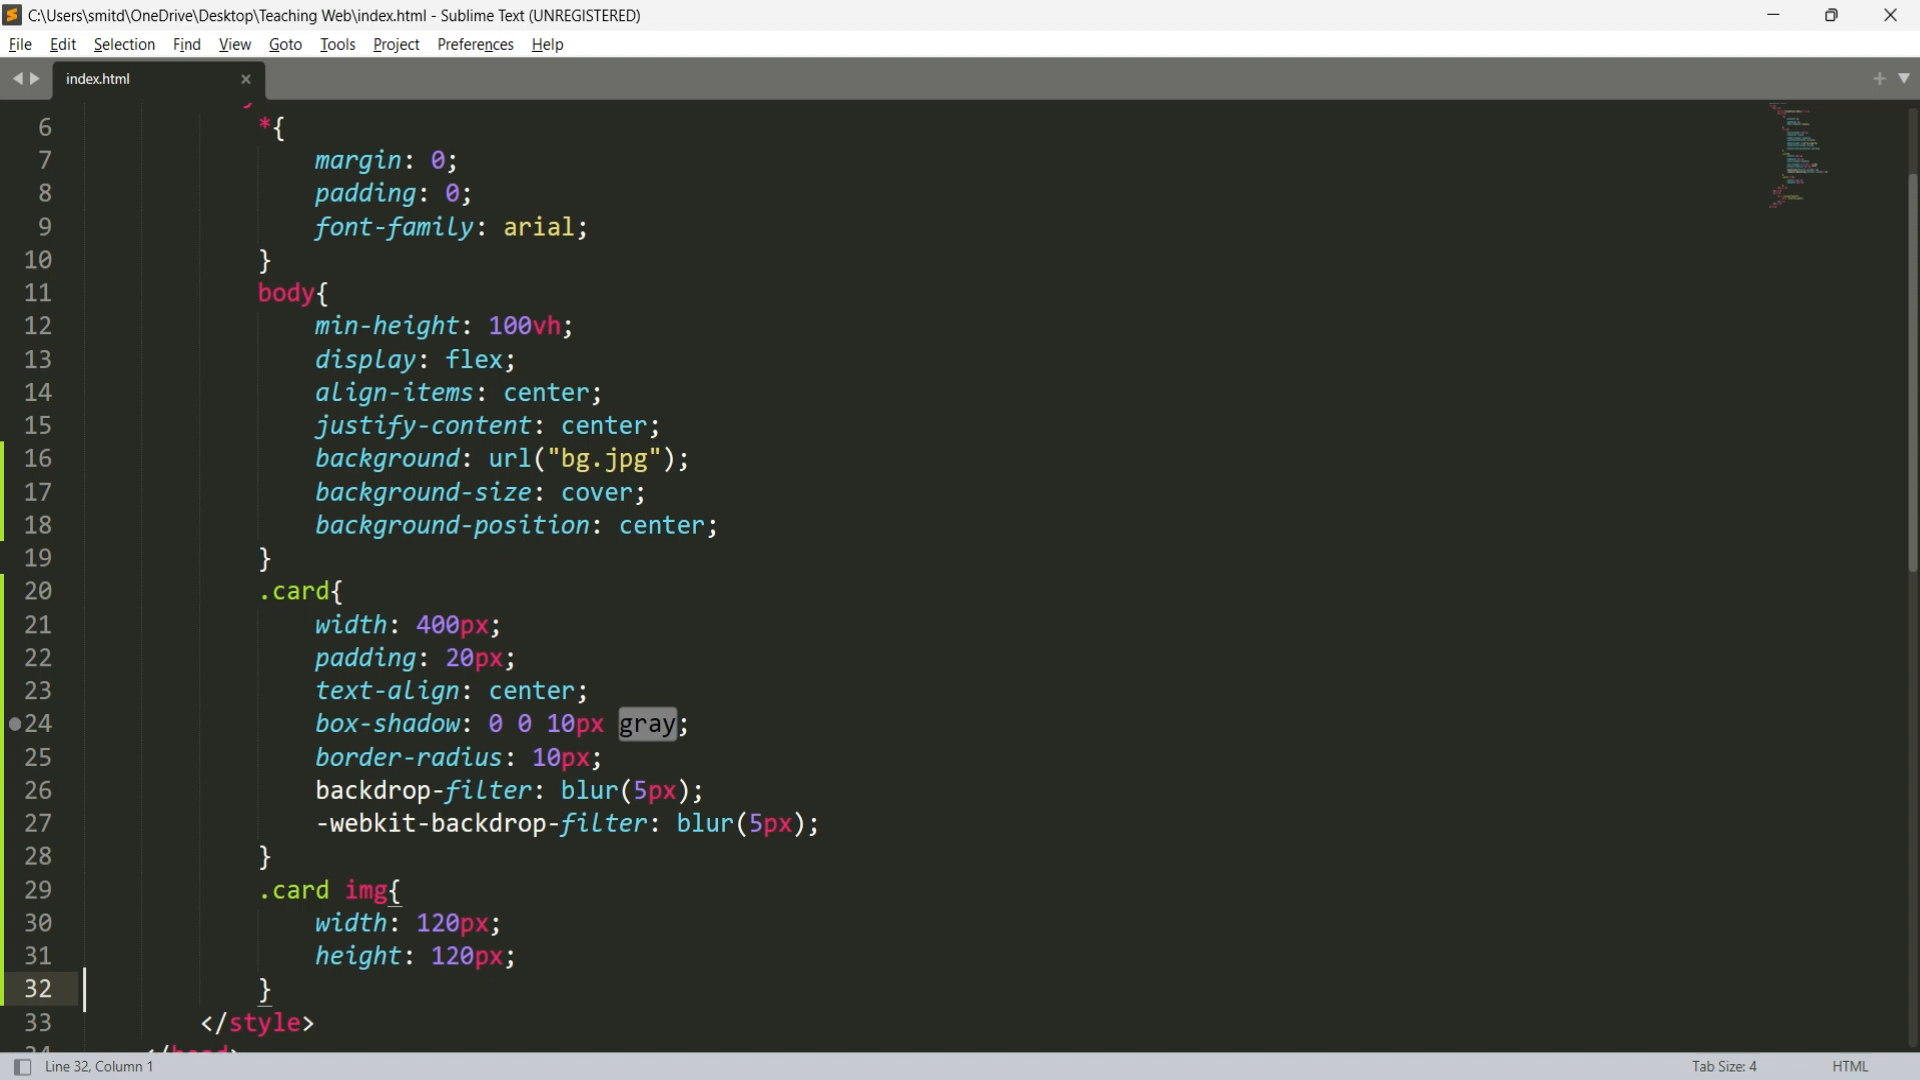 C:\Users\smitd\OneDrive\Desktop\Teaching Web\index.html - Sublime Text (UNREGISTERED)
File Edit Selection Find View Goto Tools Project Preferences Help
index.html
6 *{
7 margin: 0;
8 padding: 0;
9 font-family: arial;
10 }
11 body{
12 min-height: 100vh;
13 display: flex;
14 align-items: center;
15 justify-content: center;
16 background: url("bg.jpg");
17 background-size: cover;
18 background-position: center;
19 }
20 .card{
21 width: 400px;
22 padding: 20px;
23 text-align: center;
24 box-shadow: 0 0 10px gray;
25 border-radius: 10px;
26 backdrop-filter: blur(5px);
27 -webkit-backdrop-filter: blur(5px);
28 }
29 .card img{
30 width: 120px;
31 height: 120px;
32 }
33 </style>
Line 32, Column 1 Tab Size: 4 HTML